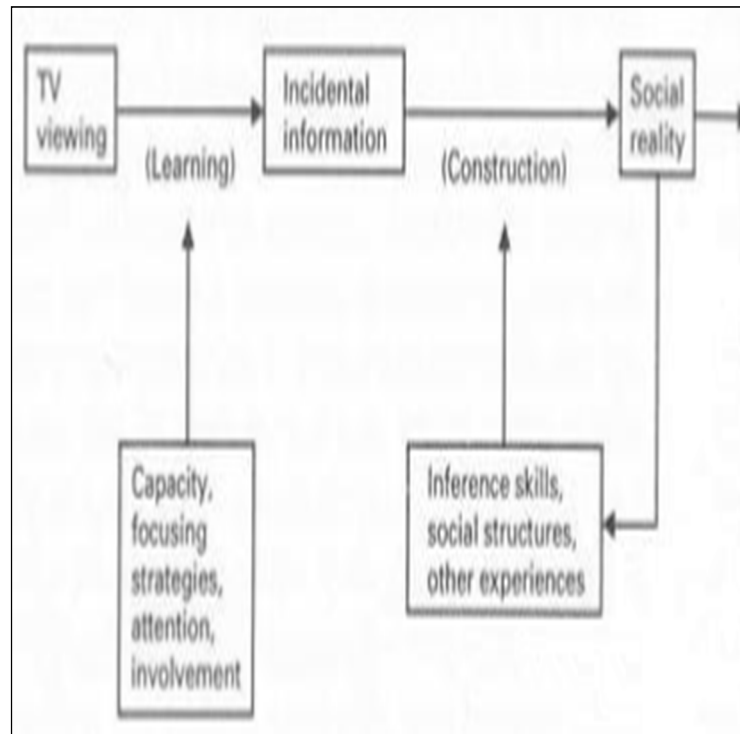 TV
viewing
(Learning)
Incidental
information
(Construction)
Social
reality
Capacity,
focusing
strategies,
attention,
involvement
Inference skills,
social structures,
other experiences